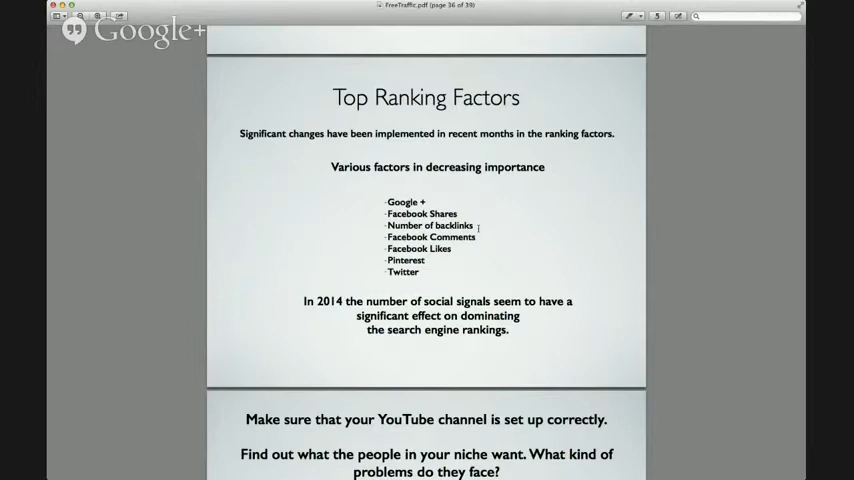 FreeTraffic.pdf (page 36 of 39)
Google+
Top Ranking Factors
Significant changes have been implemented in recent months in the ranking factors.
Various factors in decreasing importance
-Google +
-Facebook Shares
-Number of backlinks
-Facebook Comments
-Facebook Likes
-Pinterest
-Twitter
In 2014 the number of social signals seem to have a
significant effect on dominating
the search engine rankings.
Make sure that your YouTube channel is set up correctly.
Find out what the people in your niche want. What kind of
problems do they face?